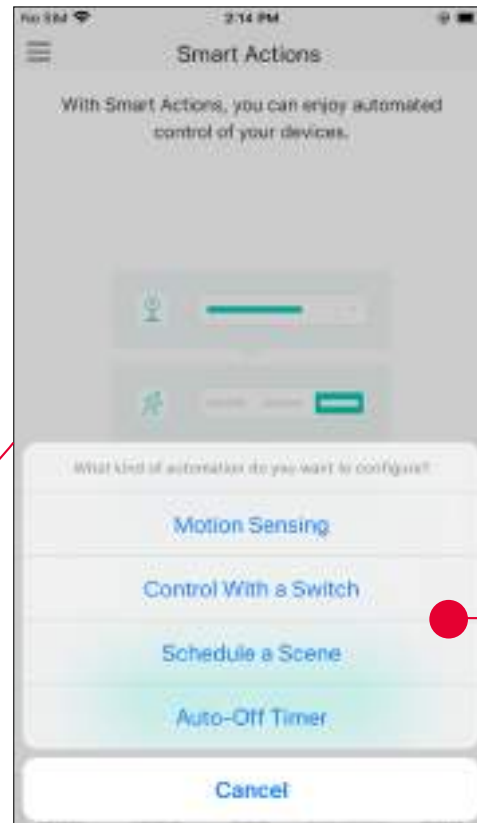 No SIM 2:14 PM
Smart Actions
With Smart Actions, you can enjoy automated
control of your devices.
What kind of automation do you want to configure?
Motion Sensing
Control With a Switch
Schedule a Scene
Auto-Off Timer
Cancel